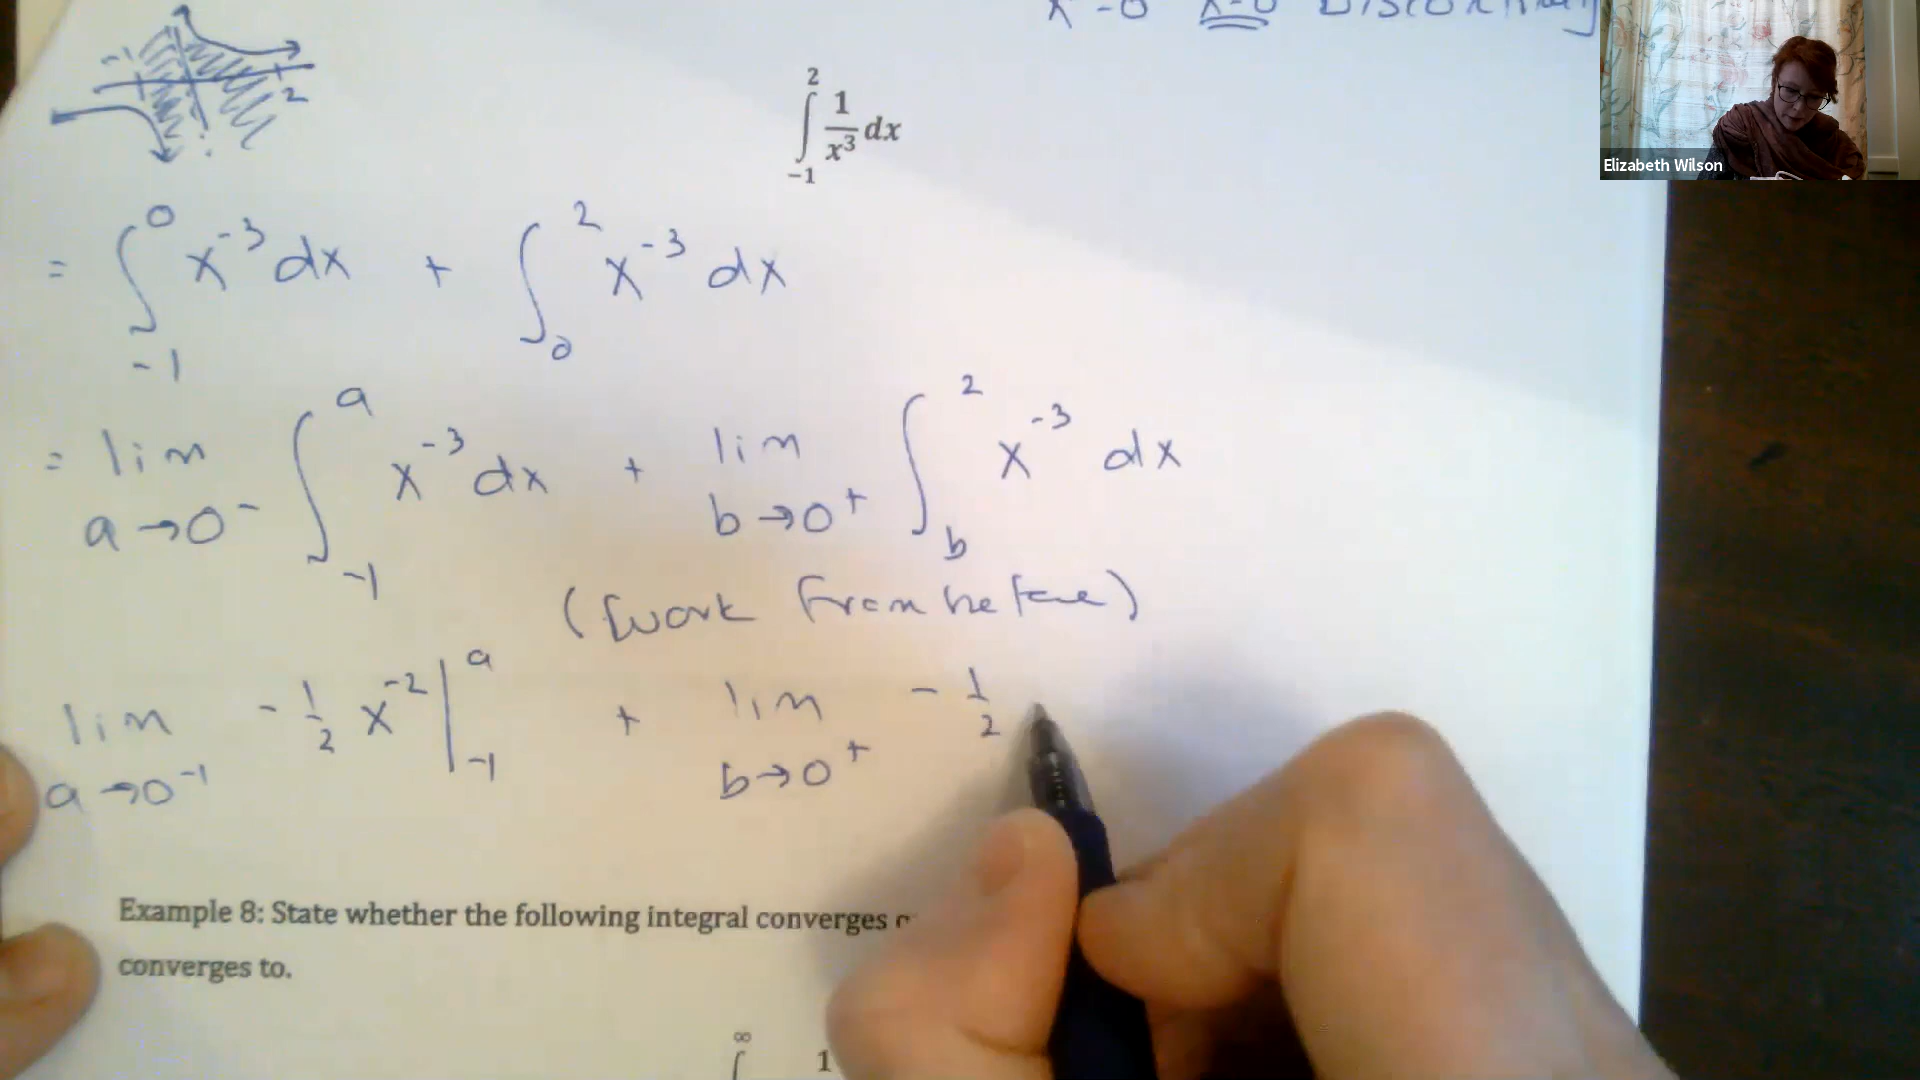 x = 0 x = 0
Elizabeth Wilson
-1 2
∫_{-1}^{2} 1/x³ dx
= ∫_{-1}^{0} x⁻³ dx + ∫_{0}^{2} x⁻³ dx
= lim_{a→0⁻} ∫_{-1}^{a} x⁻³ dx + lim_{b→0⁺} ∫_{b}^{2} x⁻³ dx
(work from before)
lim_{a→0⁻¹} -1/2 x⁻² |_{-1}^{a} + lim_{b→0⁺} -1/2
Example 8: State whether the following integral converges
converges to.
∫^{∞} 1